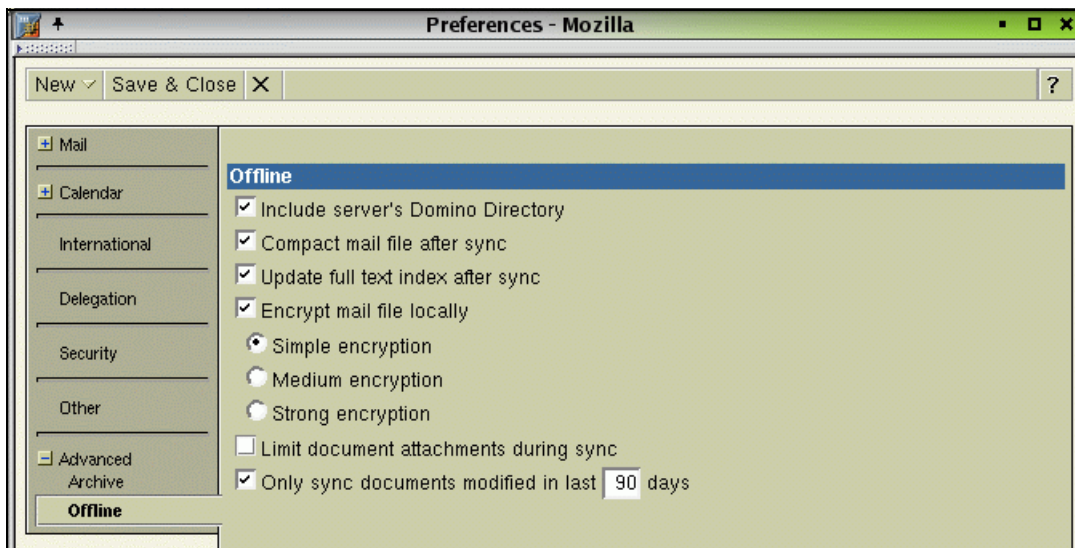 Preferences - Mozilla
New Save & Close X ?
Mail
Calendar
International
Delegation
Security
Other
Advanced
Archive
Offline
Offline
Include server's Domino Directory
Compact mail file after sync
Update full text index after sync
Encrypt mail file locally
Simple encryption
Medium encryption
Strong encryption
Limit document attachments during sync
Only sync documents modified in last 90 days